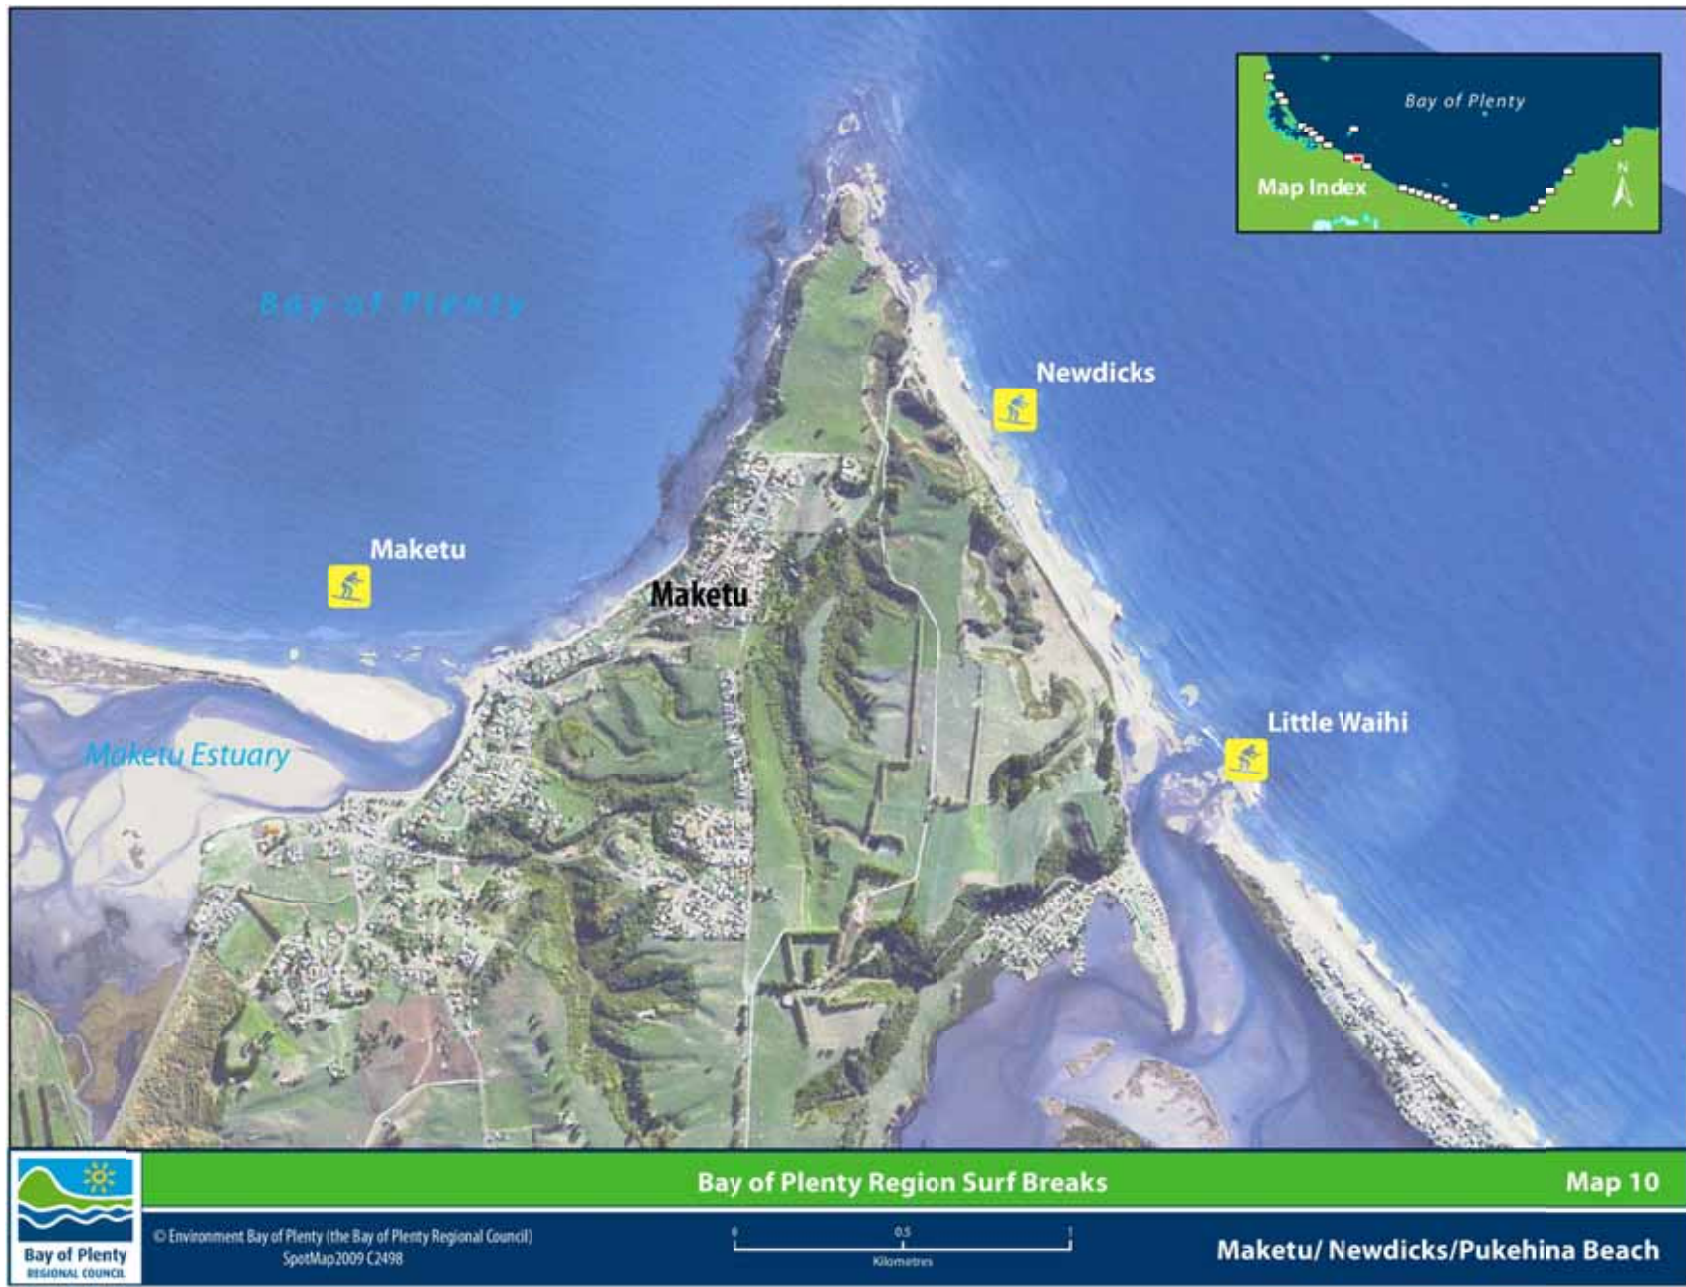 Bay of Plenty
Map Index
N
Bay of Plenty
Newdicks
Maketu
Maketu
Little Waihi
Maketu Estuary
Bay of Plenty Region Surf Breaks
Map 10
Bay of Plenty
REGIONAL COUNCIL
© Environment Bay of Plenty (the Bay of Plenty Regional Council)
SpotMap2009 C2498
0.5
1
Kilometres
Maketu/ Newdicks/Pukehina Beach